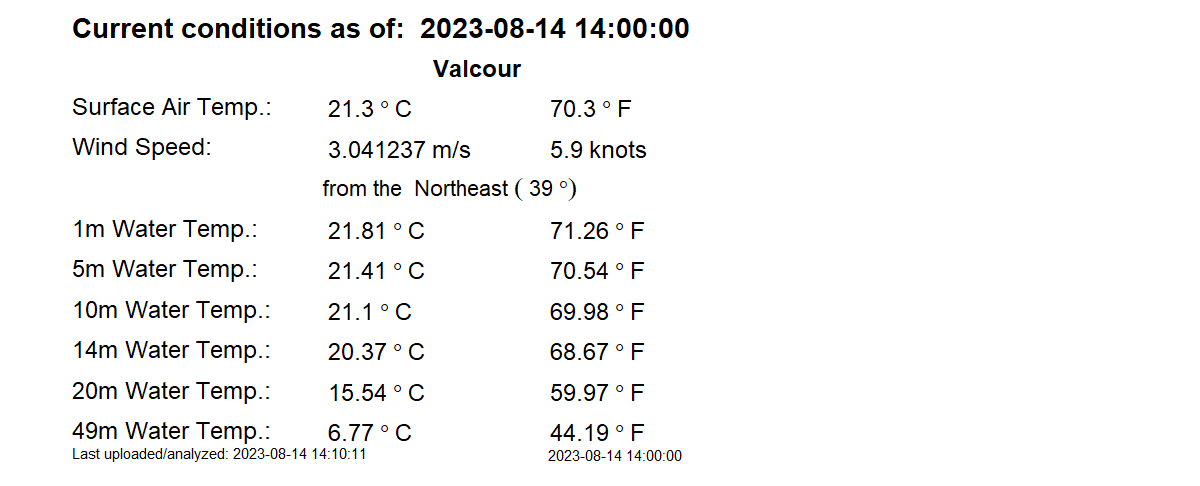 Current conditions as of: 2023-08-14 14:00:00
Valcour
Surface Air Temp.: 21.3 ° C 70.3 ° F
Wind Speed: 3.041237 m/s 5.9 knots
from the Northeast ( 39 °)
1m Water Temp.: 21.81 ° C 71.26 ° F
5m Water Temp.: 21.41 ° C 70.54 ° F
10m Water Temp.: 21.1 ° C 69.98 ° F
14m Water Temp.: 20.37 ° C 68.67 ° F
20m Water Temp.: 15.54 ° C 59.97 ° F
49m Water Temp.: 6.77 ° C 44.19 ° F
Last uploaded/analyzed: 2023-08-14 14:10:11 2023-08-14 14:00:00